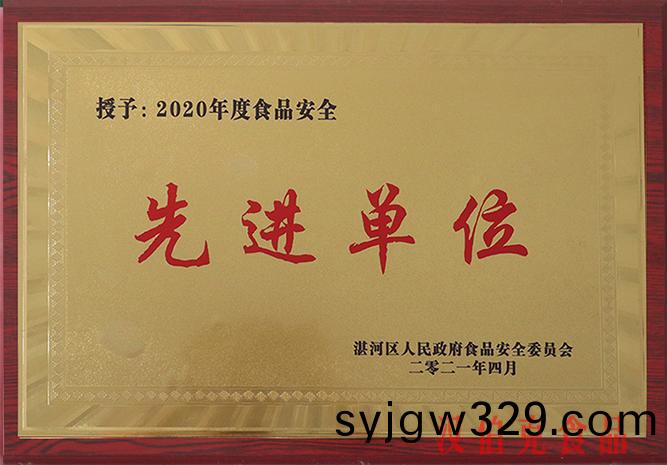 授予：2020年度食品安全
先进单位
湛河区人民政府食品安全委员会
二零二一年四月
syjgw329.com
食品